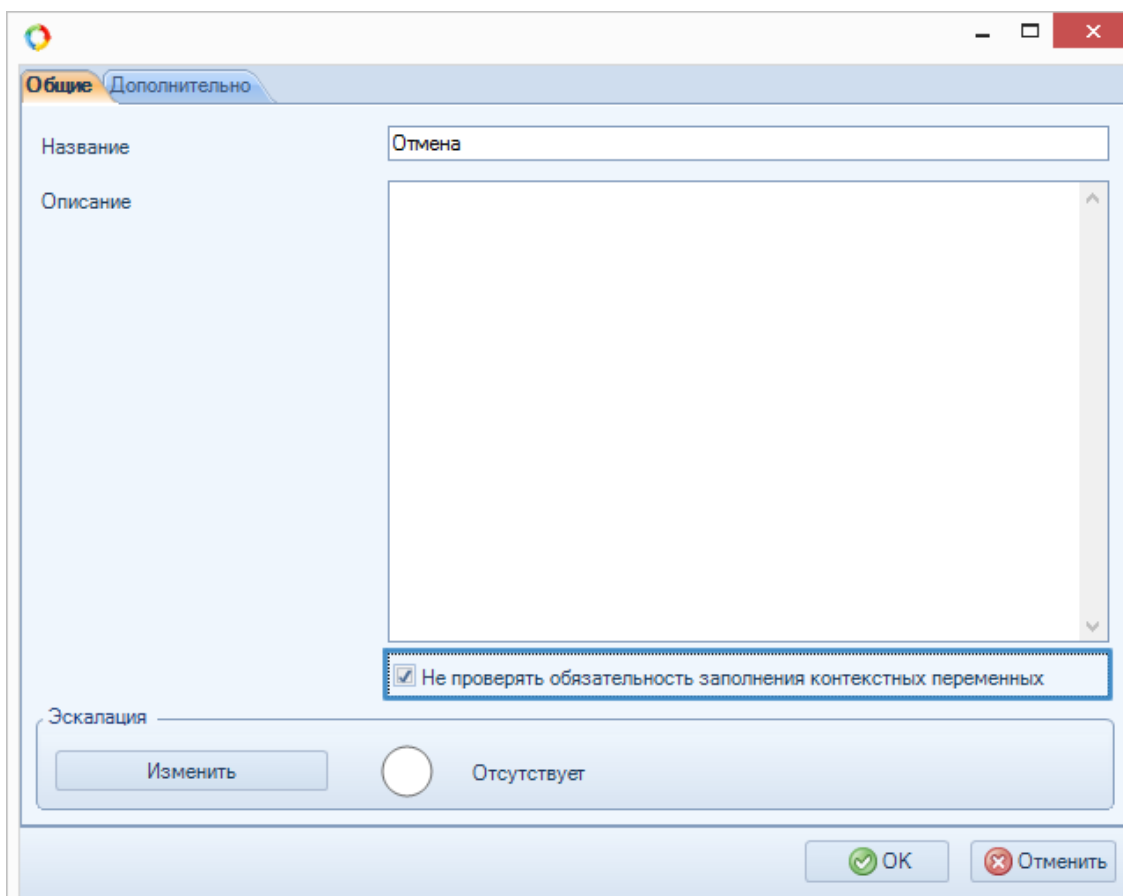 Общие Дополнительно
Название Отмена
Описание
Не проверять обязательность заполнения контекстных переменных
Эскалация
Изменить Отсутствует
OK Отменить